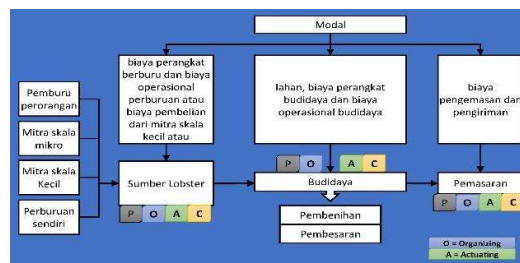 Modal
biaya perangkat
berburu dan biaya
operasional
perburuan atau
biaya pembelian
dari mitra skala
kecil atau
lahan, biaya perangkat
budidaya dan biaya
operasional budidaya
biaya
pengemasan dan
pengiriman
Pemburu
perorangan
Mitra skala
mikro
Mitra skala
Kecil
Perburuan
sendiri
Sumber Lobster
P O A C
P O A C
Budidaya
Pembenihan
Pembesaran
Pemasaran
P O A C
O = Organizing
A = Actuating